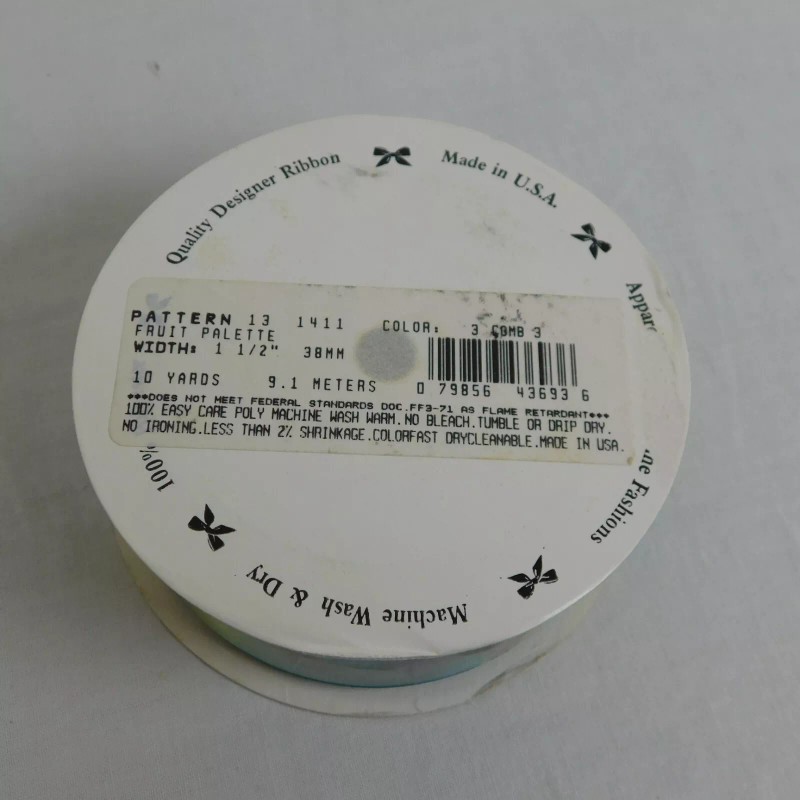 Quality Designer Ribbon
Made in U.S.A.
Appar
ne Fashions
Machine Wash & Dry
100%
PATTERN 13 1411 COLOR: 3 COMB 3
FRUIT PALETTE
WIDTH: 1 1/2" 38MM
10 YARDS 9.1 METERS
0 79856 43693 6
***DOES NOT MEET FEDERAL STANDARDS DOC.FF3-71 AS FLAME RETARDANT***
100% EASY CARE POLY MACHINE WASH WARM.NO BLEACH.TUMBLE OR DRIP DRY.
NO IRONING.LESS THAN 2% SHRINKAGE.COLORFAST DRYCLEANABLE.MADE IN USA.